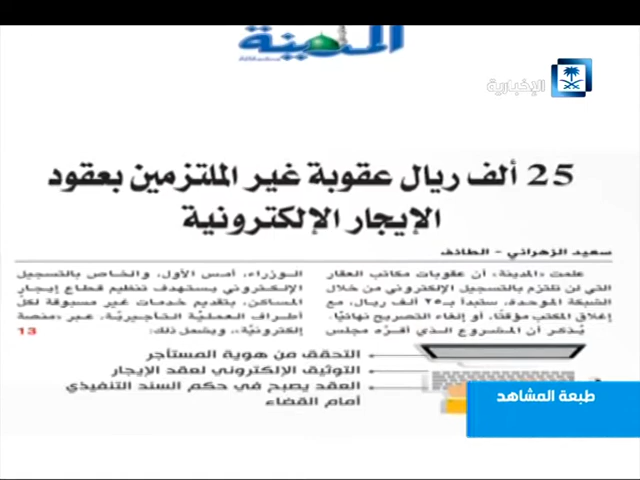 المدينة
الإخبارية
25 ألف ريال عقوبة غير الملتزمين بعقود
الإيجار الإلكترونية
سعيد الزهراني - الطائف
علمت «المدينة»، أن عقوبات مكاتب العقار
التي لن تلتزم بالتسجيل الإلكتروني من خلال
الشبكة الموحدة، ستبدأ بـ٢٥ ألف ريال، مع
إغلاق المكتب مؤقتًا، أو إلغاء التصريح نهائيًا.
يُذكر أن المشروع الذي أقره مجلس
الوزراء، أمس الأول، والخاص بالتسجيل
الإلكتروني يستهدف تنظيم قطاع إيجار
المساكن، بتقديم خدمات غير مسبوقة لكل
أطراف العملية التأجيرية، عبر «منصة
إلكترونية»، ويشمل ذلك: 13
التحقق من هوية المستأجر
التوثيق الإلكتروني لعقد الإيجار
العقد يصبح في حكم السند التنفيذي
أمام القضاء
طبعة المشاهد